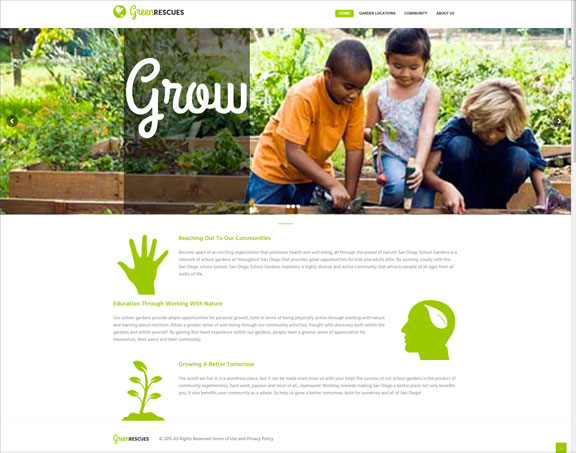 GreenRESCUES
HOME GARDEN LOCATIONS COMMUNITY ABOUT US
Grow
Reaching Out To Our Communities
Become apart of an exciting organization that promotes health and well-being, all through the power of nature! San Diego School Gardens is a
network of school gardens all throughout San Diego that provides great opportunities for kids and adults alike. By working closely with the
San Diego school system, San Diego School Gardens maintains a highly diverse and active community that attracts people of all ages from all
walks of life.
Education Through Working With Nature
Our school gardens provide ample opportunities for personal growth, both in terms of being physically active through working with nature
and learning about nutrition. Attain a greater sense of well-being through our community activities, fraught with discovery both within the
gardens and within yourself! By gaining first-hand experience within our gardens, people learn a greater sense of appreciation for
themselves, their peers and their community.
Growing A Better Tomorrow
The world we live in is a wondrous place, but it can be made even more so with your help! The success of our school gardens is the product of
community togetherness, hard work, passion and most of all...teamwork! Working towards making San Diego a better place not only benefits
you, it also benefits your community as a whole. So help us grow a better tomorrow, both for ourselves and all of San Diego!
GreenRESCUES © 2015 All Rights Reserved Terms of Use and Privacy Policy